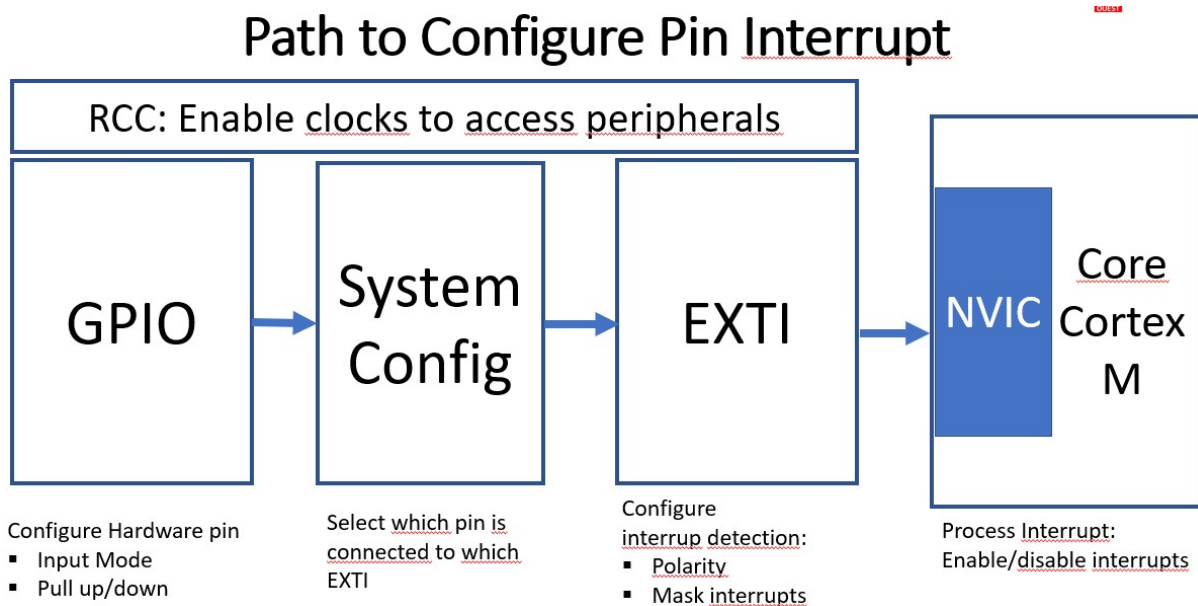 OUEST
Path to Configure Pin Interrupt
RCC: Enable clocks to access peripherals
GPIO
System
Config
EXTI
NVIC
Core
Cortex
M
Configure Hardware pin
▪ Input Mode
▪ Pull up/down
Select which pin is
connected to which
EXTI
Configure
interrup detection:
▪ Polarity
▪ Mask interrupts
Process Interrupt:
Enable/disable interrupts